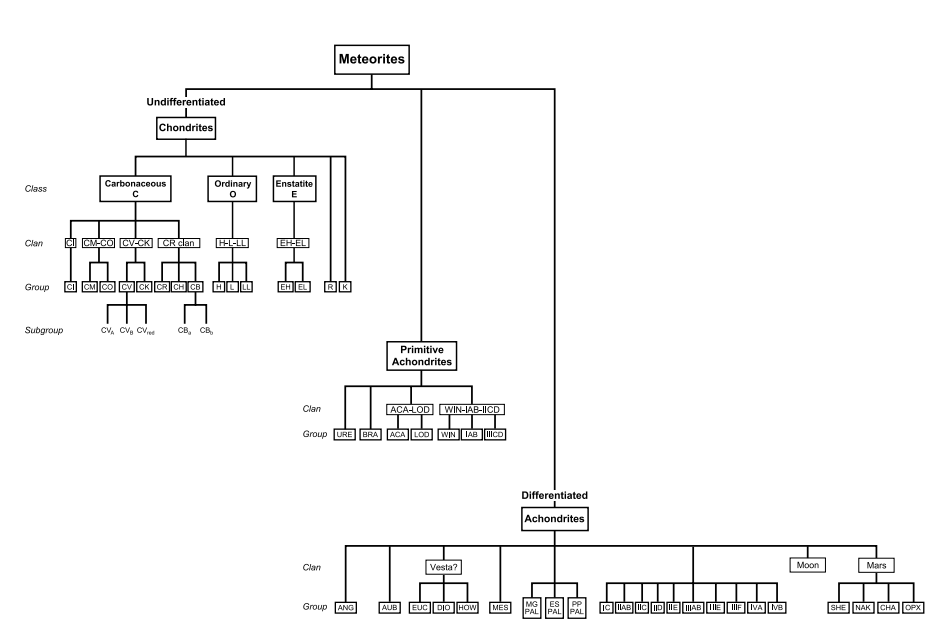 Meteorites
Undifferentiated
Chondrites
Class
Carbonaceous
C
Ordinary
O
Enstatite
E
Clan
CI CM-CO CV-CK CR clan H-L-LL EH-EL
Group
CI CM CO CV CK CR CH CB H L LL EH EL R K
Subgroup
CVA CVB CVred CBa CBb
Primitive
Achondrites
Clan
ACA-LOD WIN-IAB-IICD
Group
URE BRA ACA LOD WIN IAB IIICD
Differentiated
Achondrites
Clan
Vesta? Moon Mars
Group
ANG AUB EUC DIO HOW MES
MG
PAL
ES
PAL
PP
PAL
IC IIAB IIC IID IIE IIIAB IIIE IIIF IVA IVB SHE NAK CHA OPX